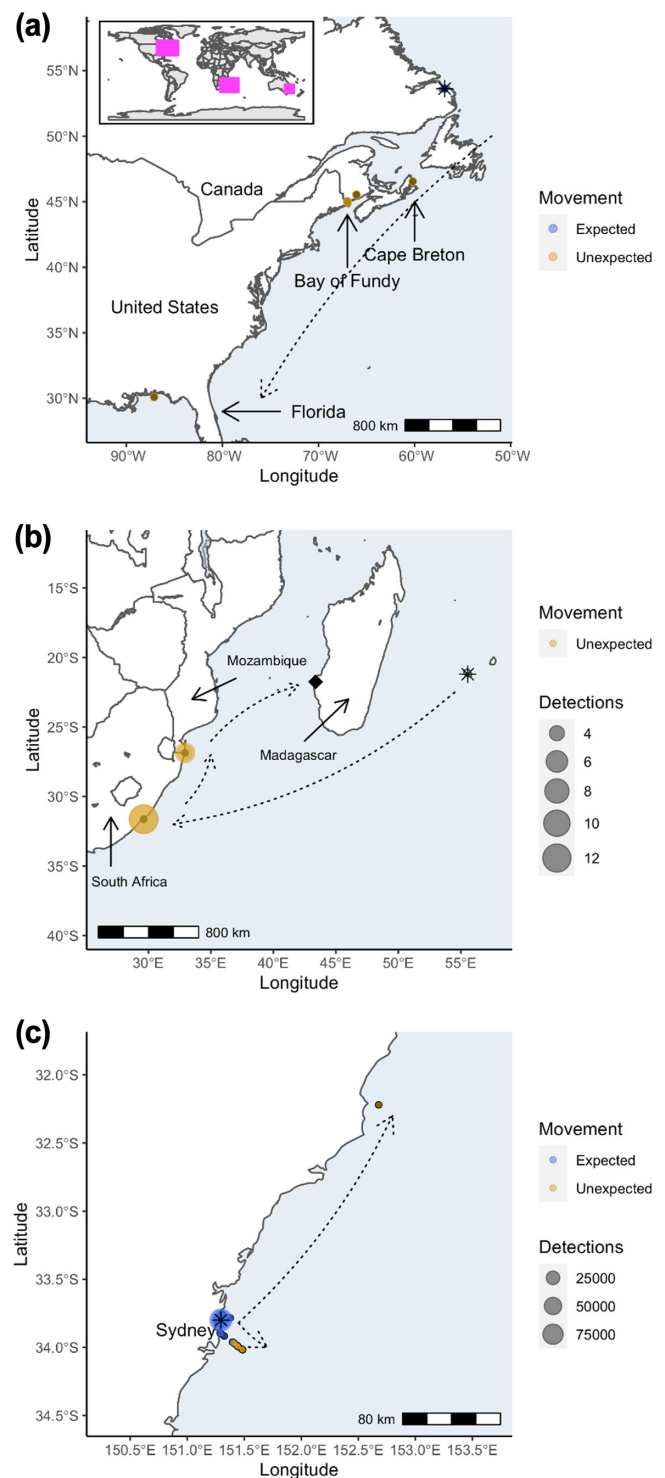 (a)
55°N
50°N
45°N
40°N
35°N
30°N
Latitude
Canada
Cape Breton
Bay of Fundy
United States
Florida
800 km
90°W
80°W
70°W
60°W
50°W
Longitude
Movement
Expected
Unexpected
(b)
15°S
20°S
25°S
30°S
35°S
40°S
Latitude
Mozambique
Madagascar
South Africa
800 km
30°E
35°E
40°E
45°E
50°E
55°E
Longitude
Movement
Unexpected
Detections
4
6
8
10
12
(c)
32.0°S
32.5°S
33.0°S
33.5°S
34.0°S
34.5°S
Latitude
Sydney
80 km
150.5°E
151.0°E
151.5°E
152.0°E
152.5°E
153.0°E
153.5°E
Longitude
Movement
Expected
Unexpected
Detections
25000
50000
75000